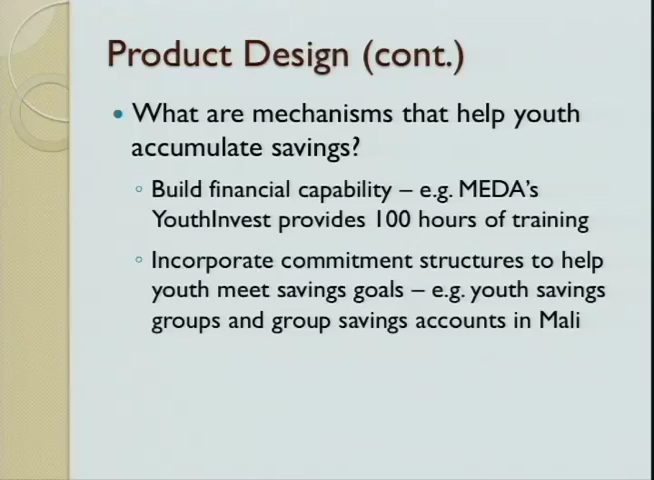 Product Design (cont.)
• What are mechanisms that help youth
accumulate savings?
◦ Build financial capability – e.g. MEDA's
YouthInvest provides 100 hours of training
◦ Incorporate commitment structures to help
youth meet savings goals – e.g. youth savings
groups and group savings accounts in Mali